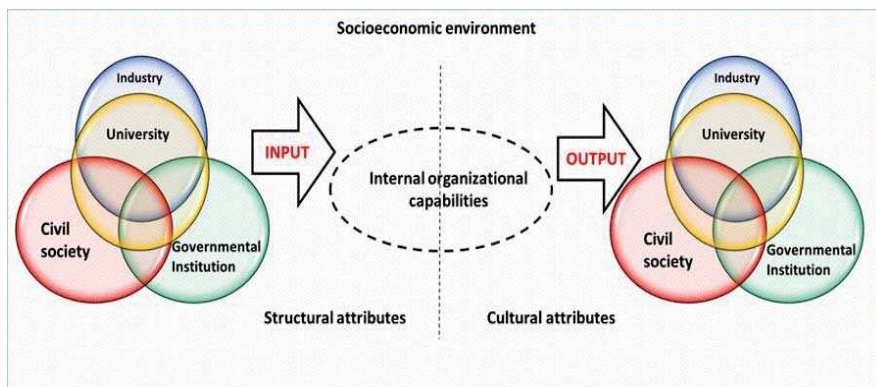 Socioeconomic environment
Industry
University
Civil
society
Governmental
Institution
INPUT
Internal organizational
capabilities
OUTPUT
Industry
University
Civil
society
Governmental
Institution
Structural attributes
Cultural attributes